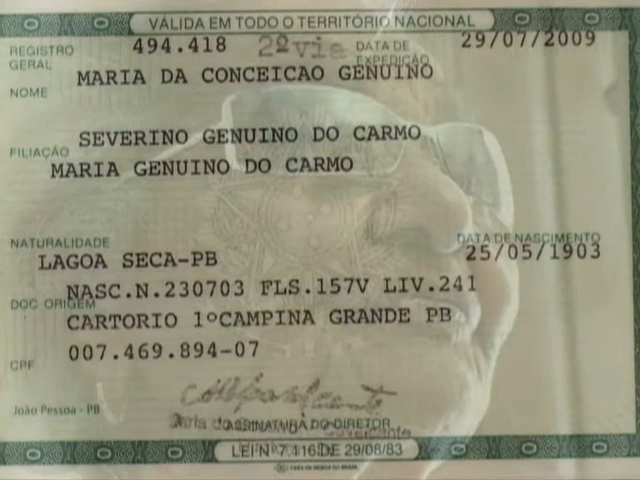 VÁLIDA EM TODO O TERRITÓRIO NACIONAL
REGISTRO GERAL 494.418 2ªvia DATA DE EXPEDIÇÃO 29/07/2009
NOME MARIA DA CONCEICAO GENUINO
FILIAÇÃO SEVERINO GENUINO DO CARMO
MARIA GENUINO DO CARMO
NATURALIDADE DATA DE NASCIMENTO
LAGOA SECA-PB 25/05/1903
DOC ORIGEM NASC.N.230703 FLS.157V LIV.241
CARTORIO 1ºCAMPINA GRANDE PB
CPF 007.469.894-07
João Pessoa - PB
ASSINATURA DO DIRETOR
LEI Nº 7.116 DE 29/08/83